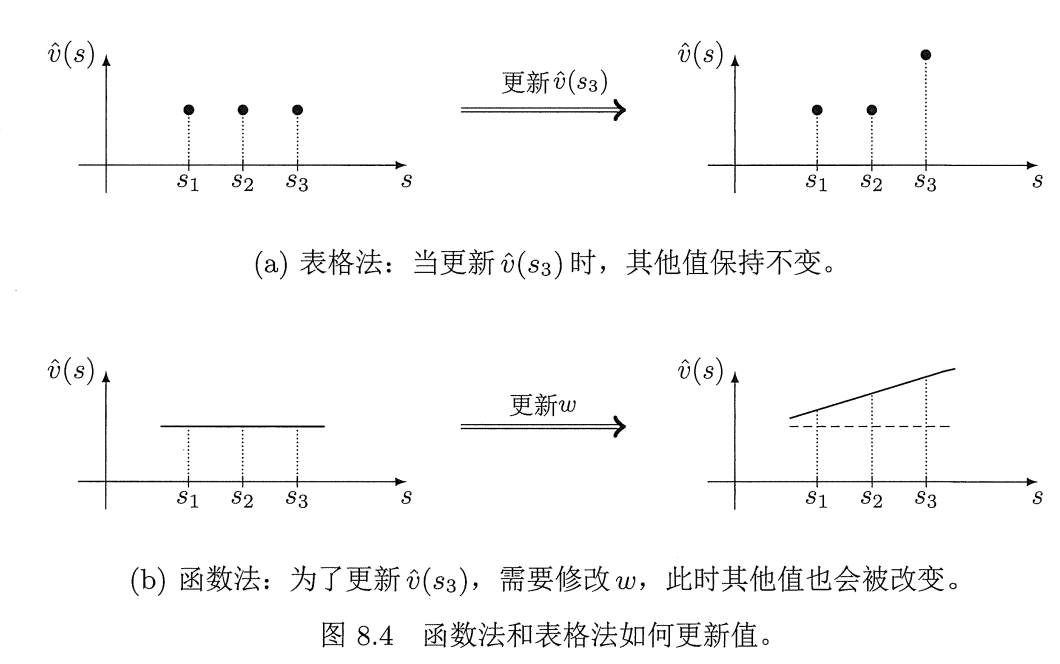 v̂(s) v̂(s)
更新 v̂(s₃)
s₁ s₂ s₃ s s₁ s₂ s₃ s
(a) 表格法：当更新 v̂(s₃) 时，其他值保持不变。
v̂(s) v̂(s)
更新w
s₁ s₂ s₃ s s₁ s₂ s₃ s
(b) 函数法：为了更新 v̂(s₃)，需要修改 w，此时其他值也会被改变。
图 8.4 函数法和表格法如何更新值。